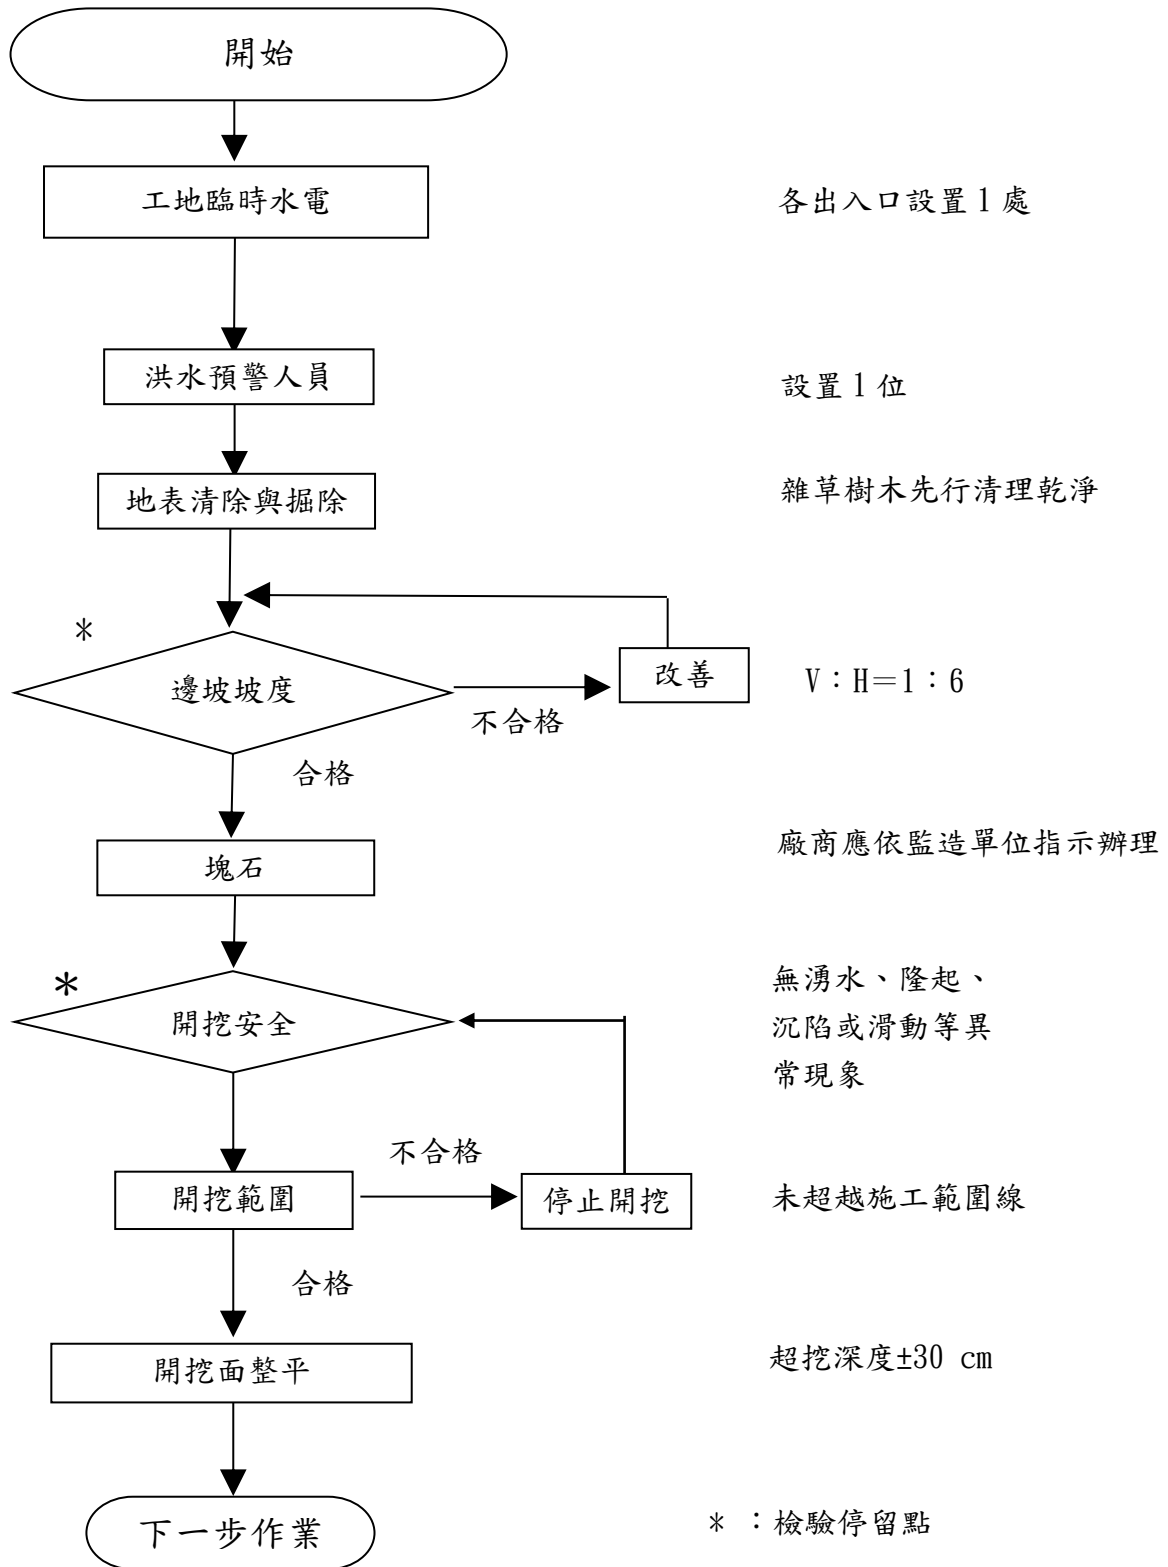 開始
工地臨時水電
各出入口設置1處
洪水預警人員
設置1位
地表清除與掘除
雜草樹木先行清理乾淨
*
邊坡坡度
不合格
改善
V：H＝1：6
合格
塊石
廠商應依監造單位指示辦理
*
開挖安全
無湧水、隆起、
沉陷或滑動等異
常現象
不合格
開挖範圍
停止開挖
未超越施工範圍線
合格
開挖面整平
超挖深度±30 cm
下一步作業
* ：檢驗停留點